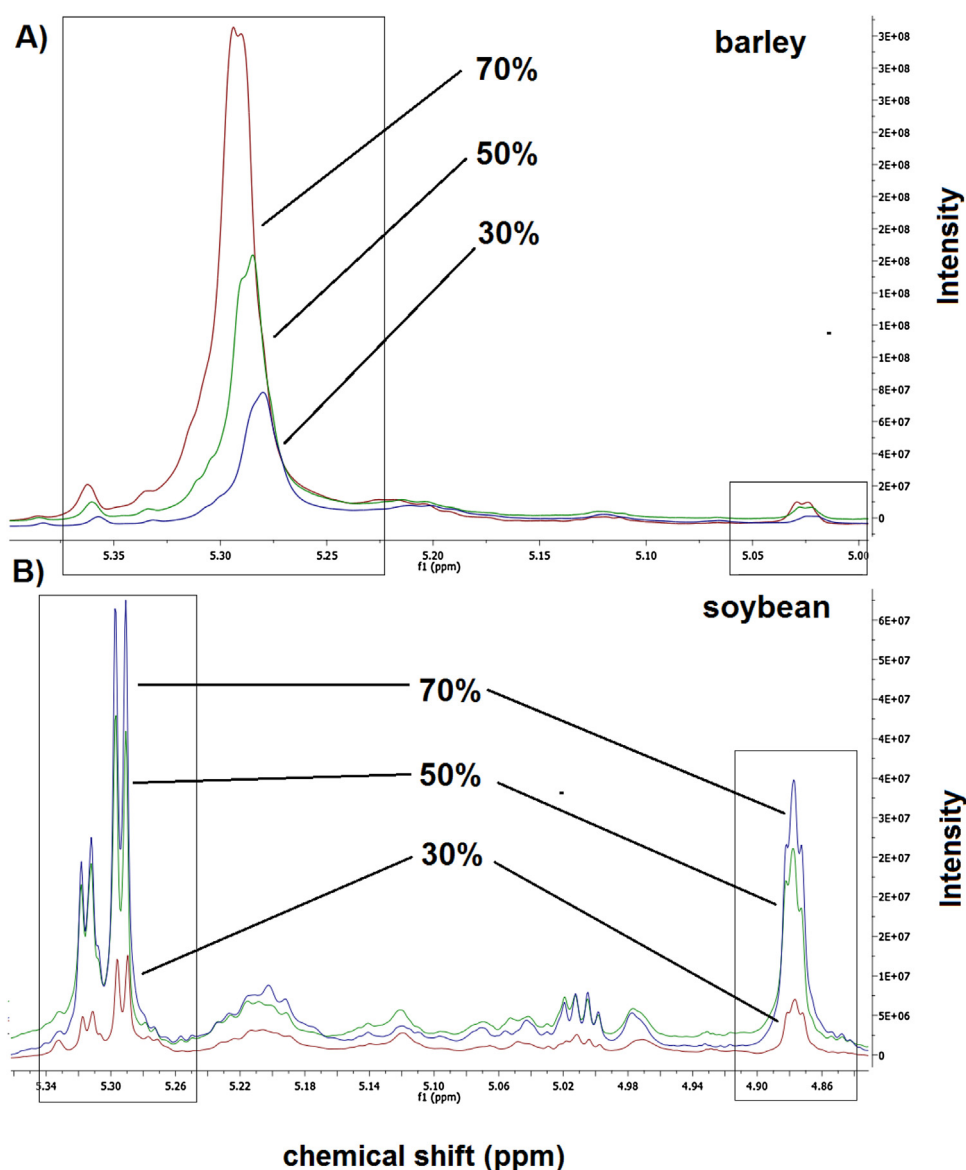 A)
barley
70%
50%
30%
3E+08
3E+08
3E+08
2E+08
2E+08
2E+08
2E+08
2E+08
1E+08
1E+08
1E+08
8E+07
6E+07
4E+07
2E+07
0
Intensity
5.35 5.30 5.25 5.20 5.15 5.10 5.05 5.00
f1 (ppm)
B)
soybean
70%
50%
30%
6E+07
5E+07
5E+07
4E+07
4E+07
3E+07
2E+07
2E+07
2E+07
1E+07
5E+06
0
Intensity
5.34 5.30 5.26 5.22 5.18 5.14 5.10 5.06 5.02 4.98 4.94 4.90 4.86
f1 (ppm)
chemical shift (ppm)